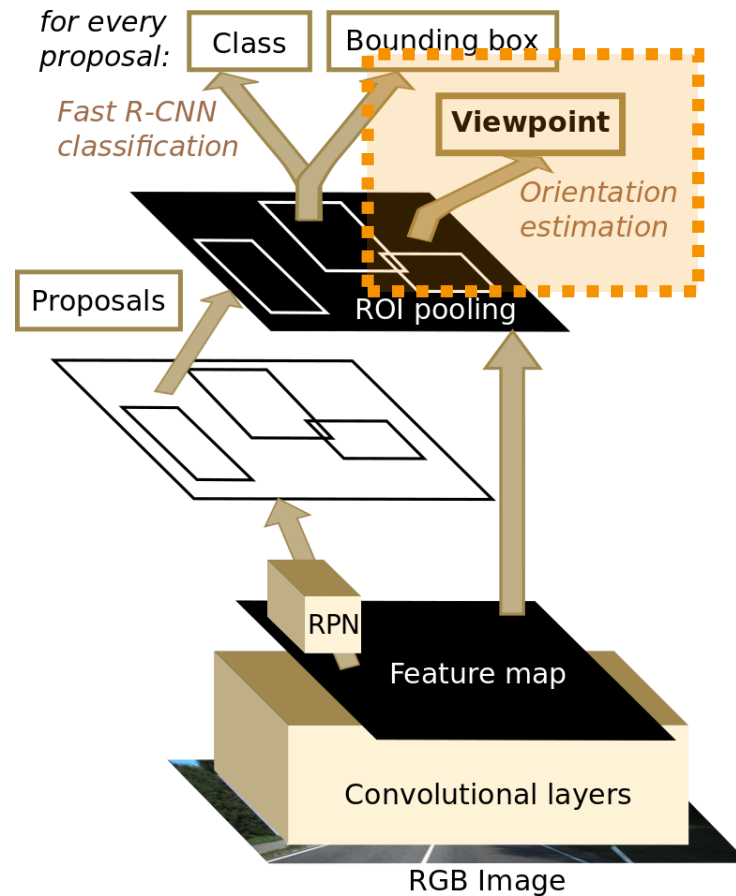 for every
proposal:
Class
Bounding box
Fast R-CNN
classification
Viewpoint
Orientation
estimation
Proposals
ROI pooling
RPN
Feature map
Convolutional layers
RGB Image